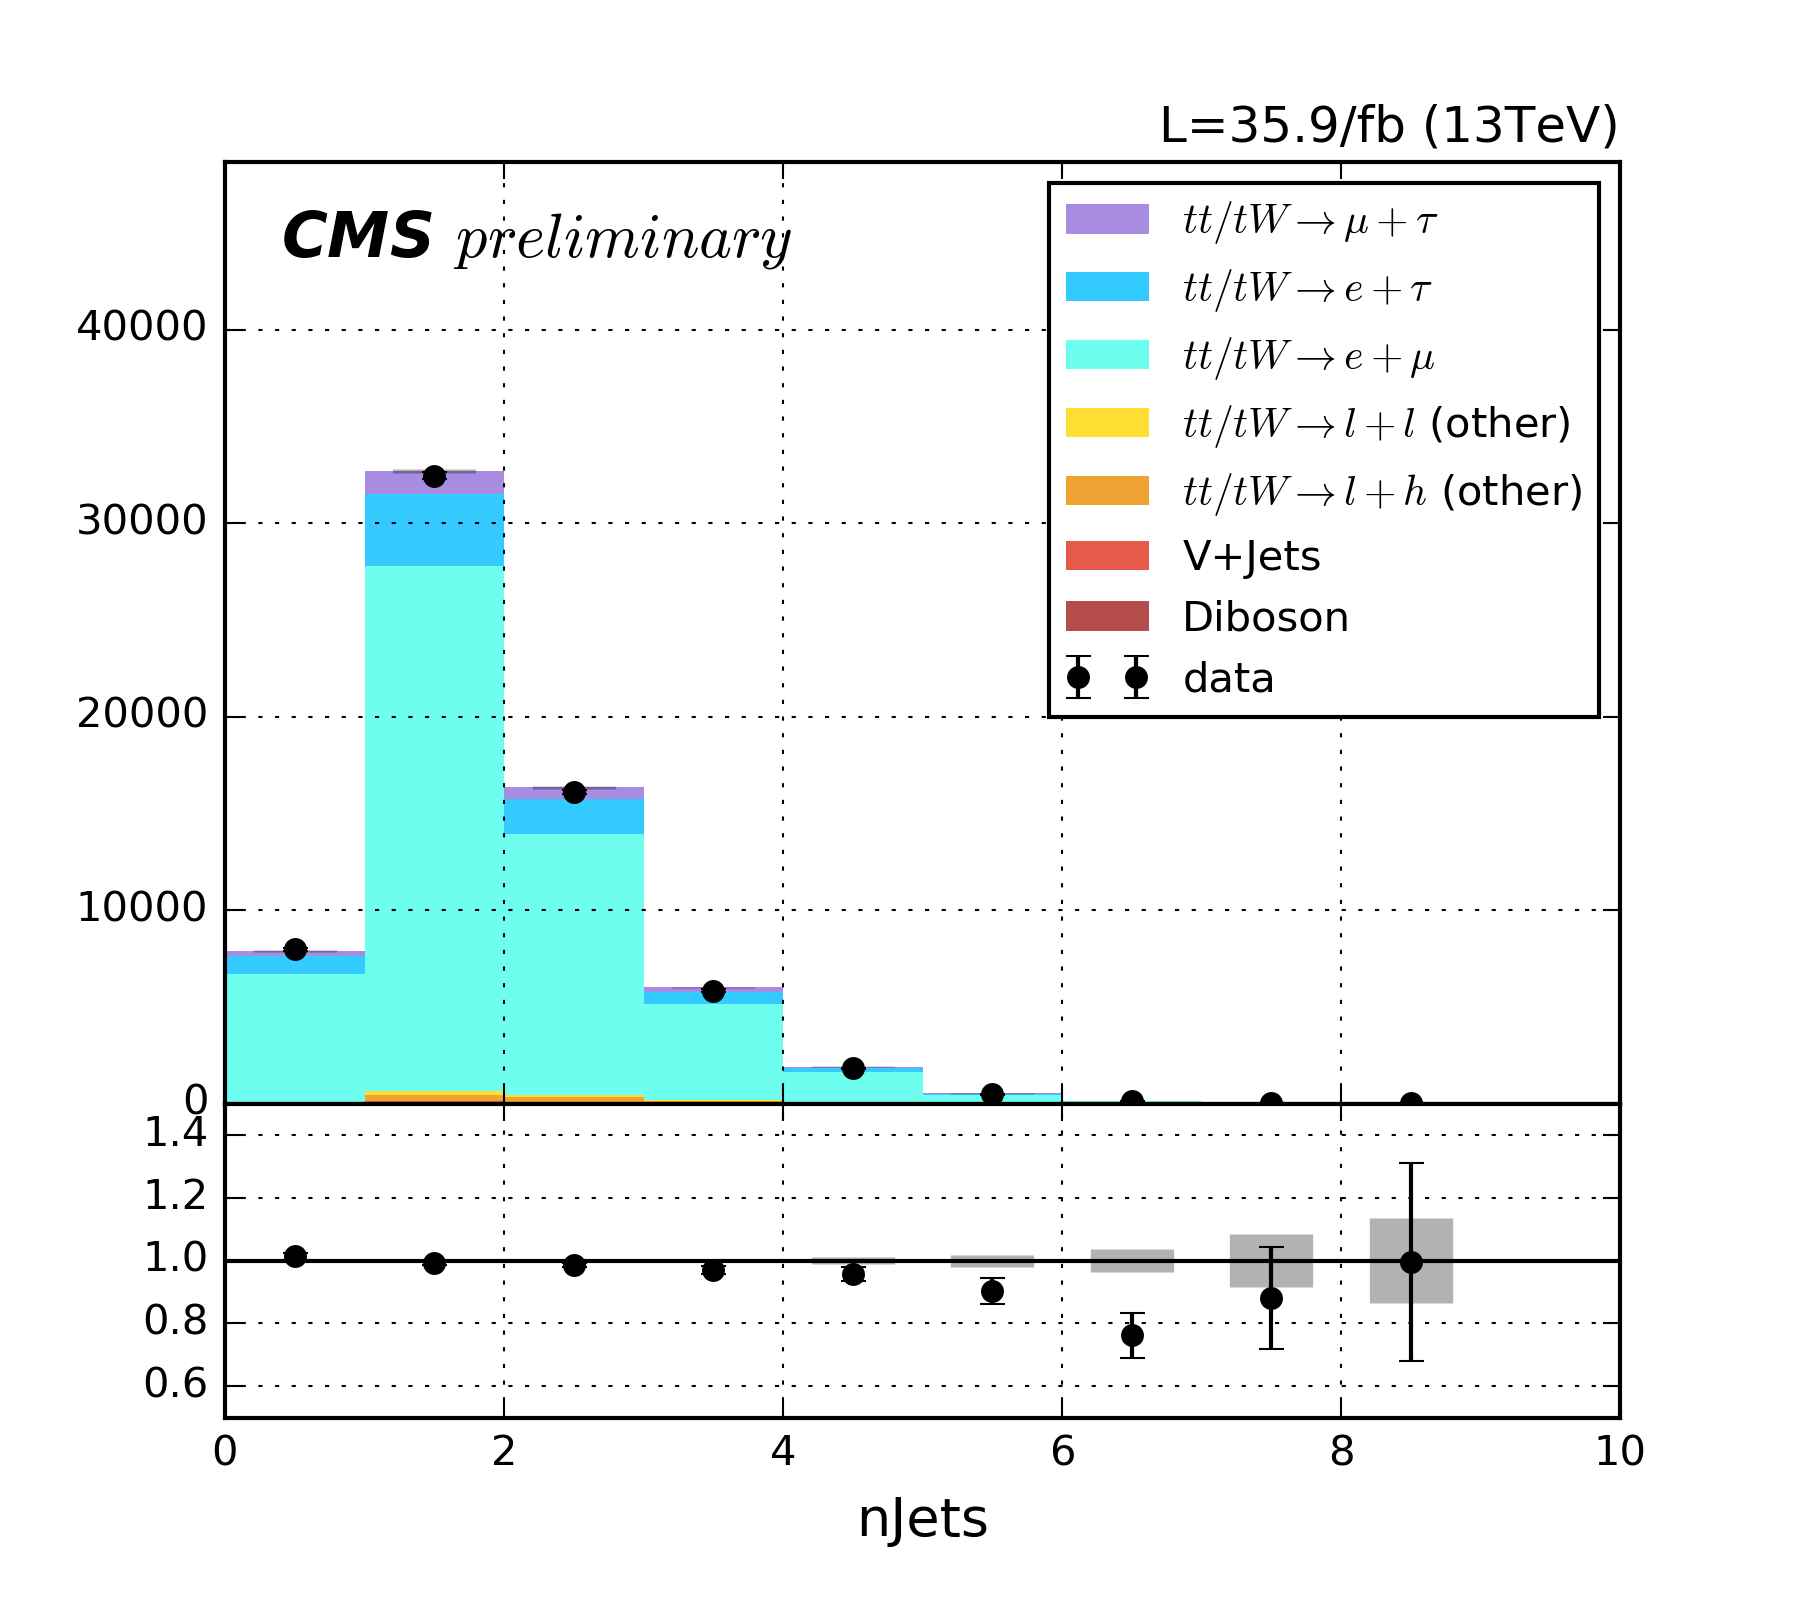 L=35.9/fb (13TeV)
CMS preliminary
tt/tW→μ+τ
tt/tW→e+τ
tt/tW→e+μ
tt/tW→l+l (other)
tt/tW→l+h (other)
V+Jets
Diboson
data
40000
30000
20000
10000
0
1.4
1.2
1.0
0.8
0.6
0 2 4 6 8 10
nJets